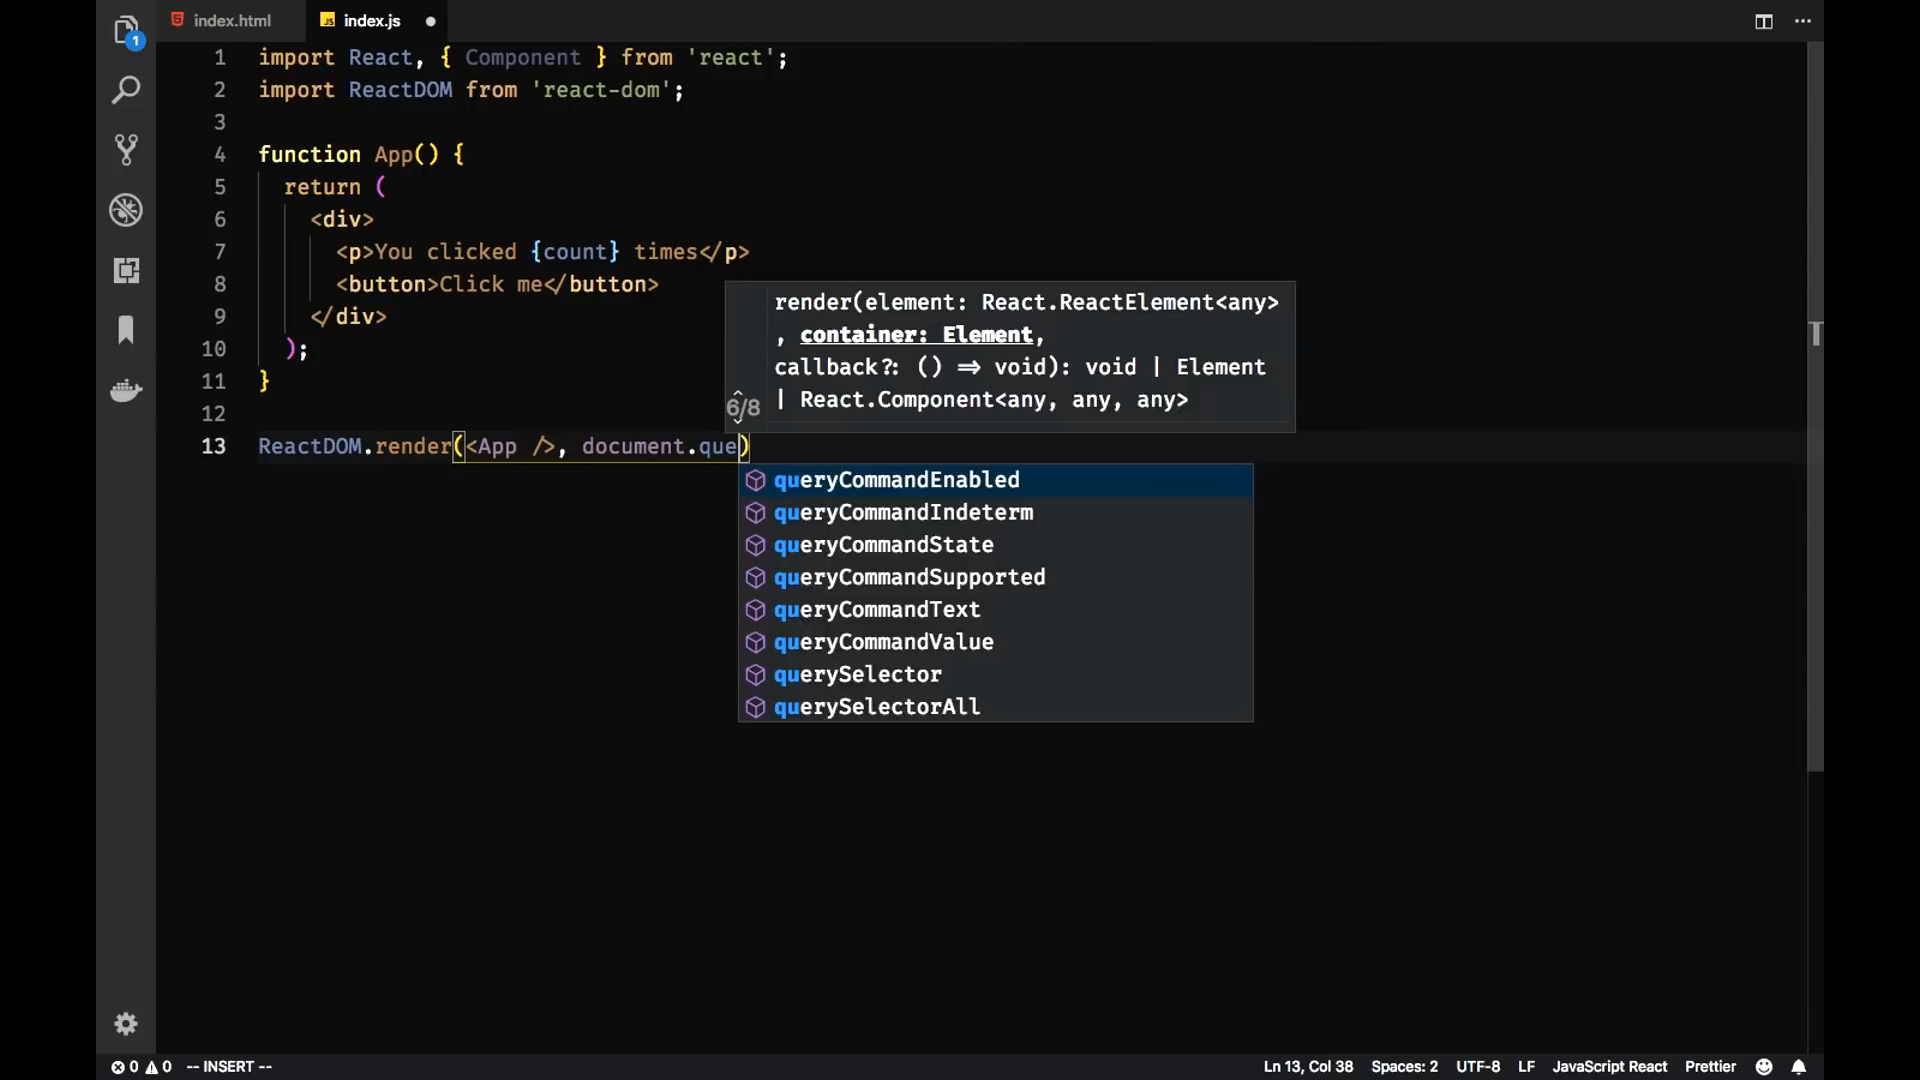 1
index.html
JS index.js
1 import React, { Component } from 'react';
2 import ReactDOM from 'react-dom';
3
4 function App() {
5 return (
6 <div>
7 <p>You clicked {count} times</p>
8 <button>Click me</button>
9 </div>
10 );
11 }
12
13 ReactDOM.render(<App />, document.que)
render(element: React.ReactElement<any>
, container: Element,
callback?: () => void): void | Element
| React.Component<any, any, any>
6/8
queryCommandEnabled
queryCommandIndeterm
queryCommandState
queryCommandSupported
queryCommandText
queryCommandValue
querySelector
querySelectorAll
0 0 -- INSERT -- Ln 13, Col 38 Spaces: 2 UTF-8 LF JavaScript React Prettier